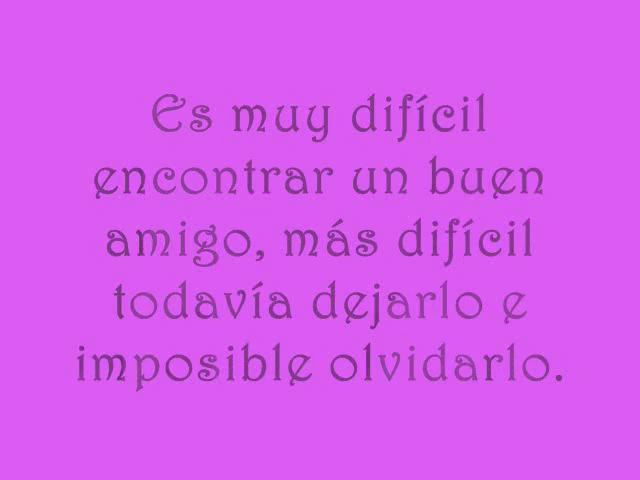 Es muy difícil
encontrar un buen
amigo, más difícil
todavía dejarlo e
imposible olvidarlo.